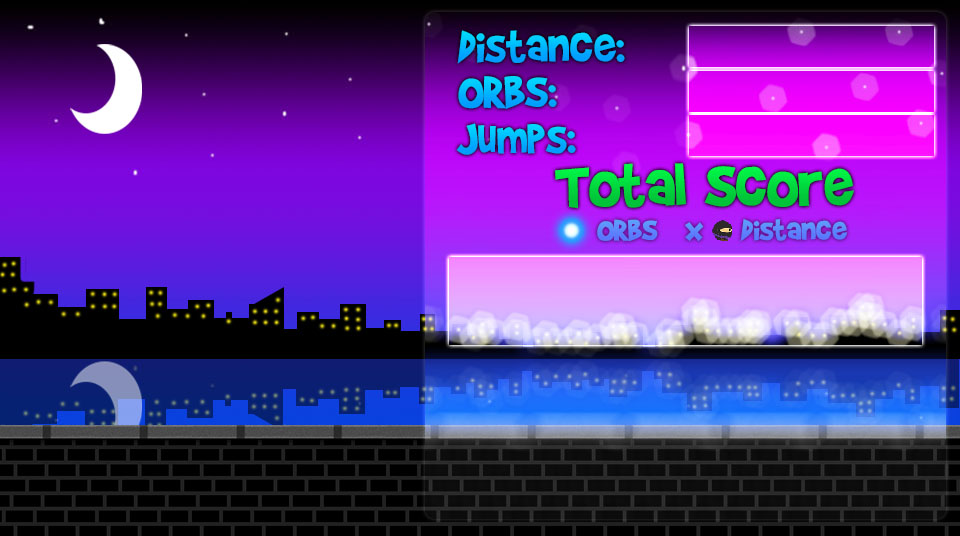 Distance:
ORBS:
Jumps:
Total Score
ORBS x Distance